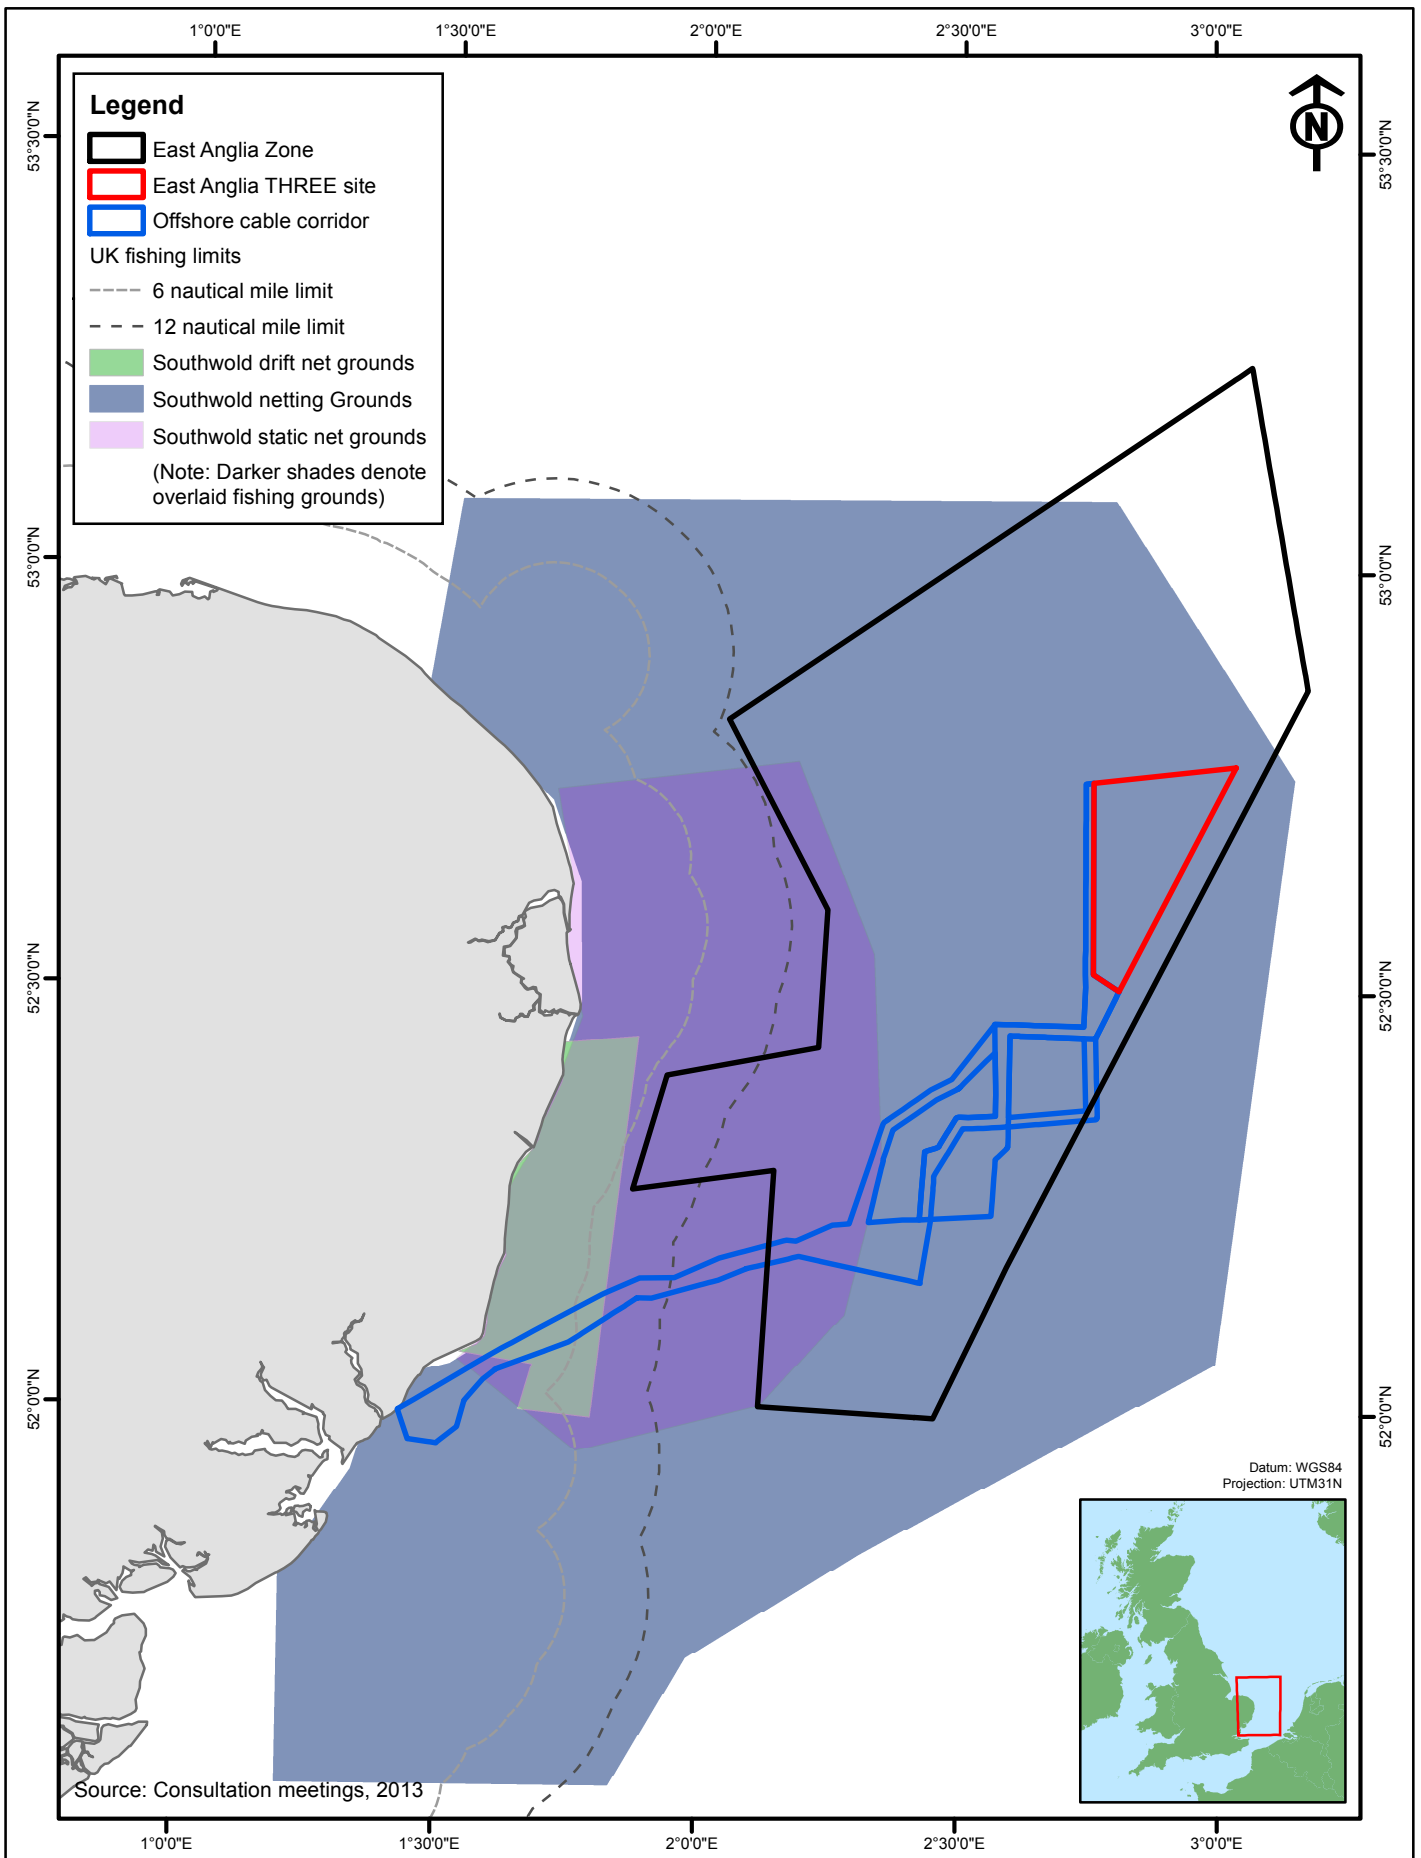 1°0'0"E
1°30'0"E
2°0'0"E
2°30'0"E
3°0'0"E
Legend
East Anglia Zone
East Anglia THREE site
Offshore cable corridor
UK fishing limits
6 nautical mile limit
12 nautical mile limit
Southwold drift net grounds
Southwold netting Grounds
Southwold static net grounds
(Note: Darker shades denote
overlaid fishing grounds)
N
53°30'0"N
53°30'0"N
53°0'0"N
53°0'0"N
52°30'0"N
52°30'0"N
52°0'0"N
52°0'0"N
Datum: WGS84
Projection: UTM31N
Source: Consultation meetings, 2013
1°0'0"E
1°30'0"E
2°0'0"E
2°30'0"E
3°0'0"E